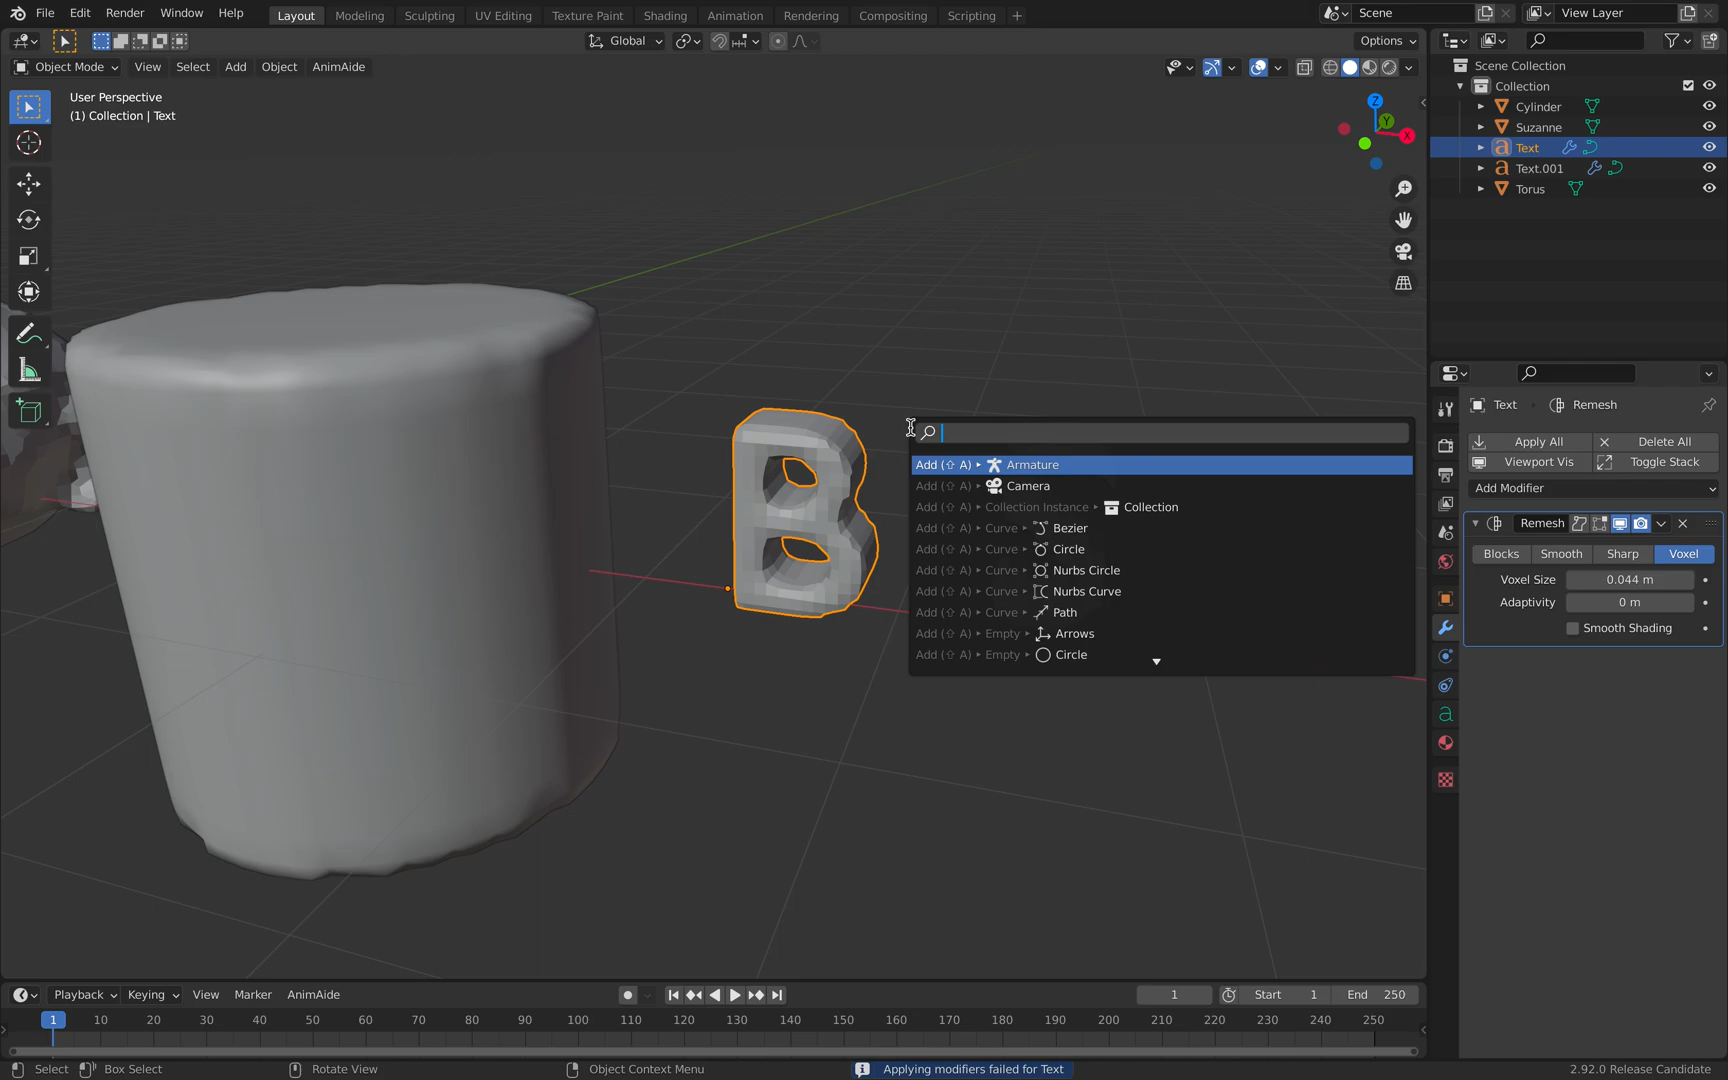 File Edit Render Window Help Layout Modeling Sculpting UV Editing Texture Paint Shading Animation Rendering Compositing Scripting + Scene View Layer
Global Options
Object Mode View Select Add Object AnimAide
User Perspective
(1) Collection | Text
Z
Y
X
Scene Collection
Collection
Cylinder
Suzanne
Text
Text.001
Torus
B
Add (⇧ A) ▸ Armature
Add (⇧ A) ▸ Camera
Add (⇧ A) ▸ Collection Instance ▸ Collection
Add (⇧ A) ▸ Curve ▸ Bezier
Add (⇧ A) ▸ Curve ▸ Circle
Add (⇧ A) ▸ Curve ▸ Nurbs Circle
Add (⇧ A) ▸ Curve ▸ Nurbs Curve
Add (⇧ A) ▸ Curve ▸ Path
Add (⇧ A) ▸ Empty ▸ Arrows
Add (⇧ A) ▸ Empty ▸ Circle
Text Remesh
Apply All Delete All
Viewport Vis Toggle Stack
Add Modifier
Remesh
Blocks Smooth Sharp Voxel
Voxel Size 0.044 m
Adaptivity 0 m
Smooth Shading
Playback Keying View Marker AnimAide 1 Start 1 End 250
1 10 20 30 40 50 60 70 80 90 100 110 120 130 140 150 160 170 180 190 200 210 220 230 240 250
Select Box Select Rotate View Object Context Menu Applying modifiers failed for Text 2.92.0 Release Candidate